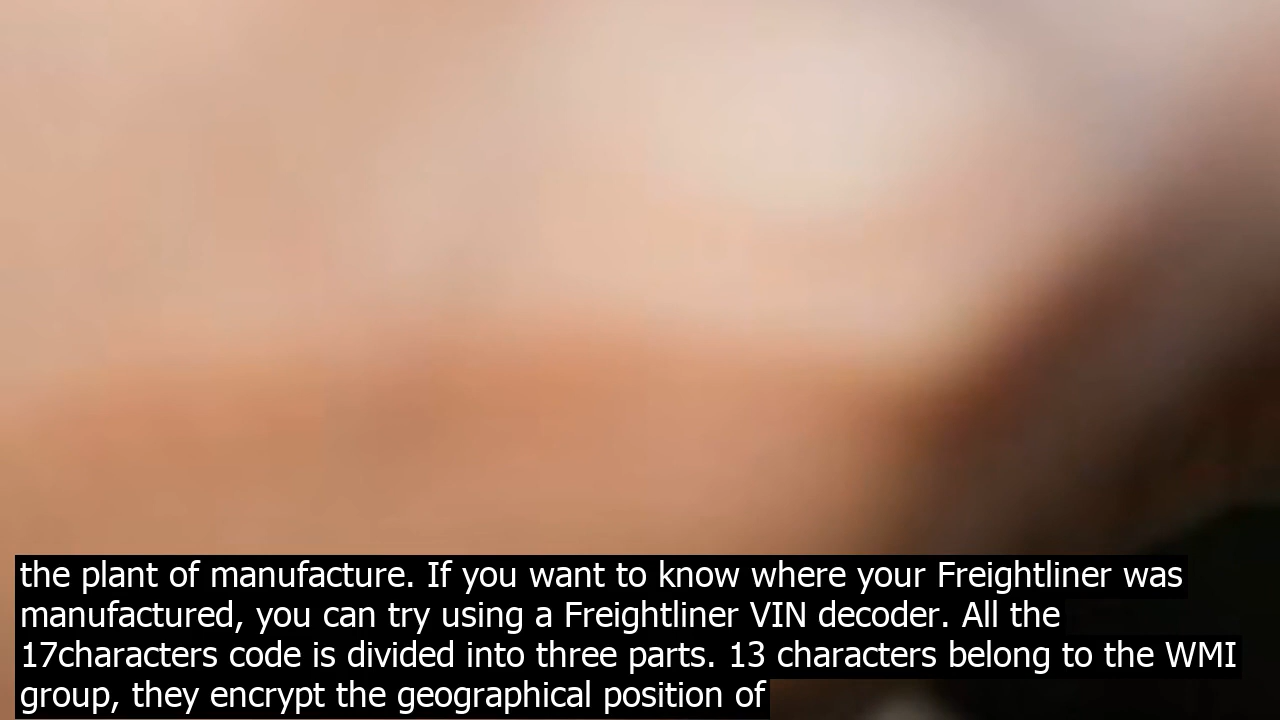 the plant of manufacture. If you want to know where your Freightliner was
manufactured, you can try using a Freightliner VIN decoder. All the
17characters code is divided into three parts. 13 characters belong to the WMI
group, they encrypt the geographical position of